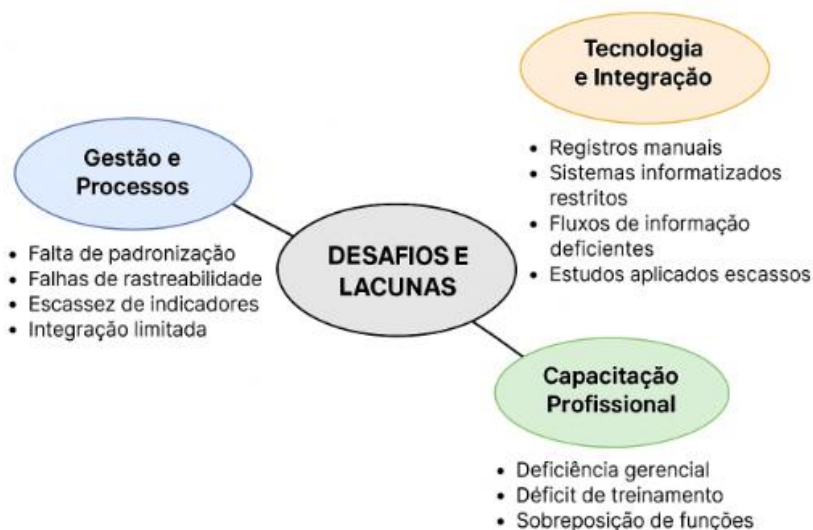 Tecnologia
e Integração
• Registros manuais
• Sistemas informatizados
restritos
• Fluxos de informação
deficientes
• Estudos aplicados escassos
Gestão e
Processos
• Falta de padronização
• Falhas de rastreabilidade
• Escassez de indicadores
• Integração limitada
DESAFIOS E
LACUNAS
Capacitação
Profissional
• Deficiência gerencial
• Déficit de treinamento
• Sobreposição de funções